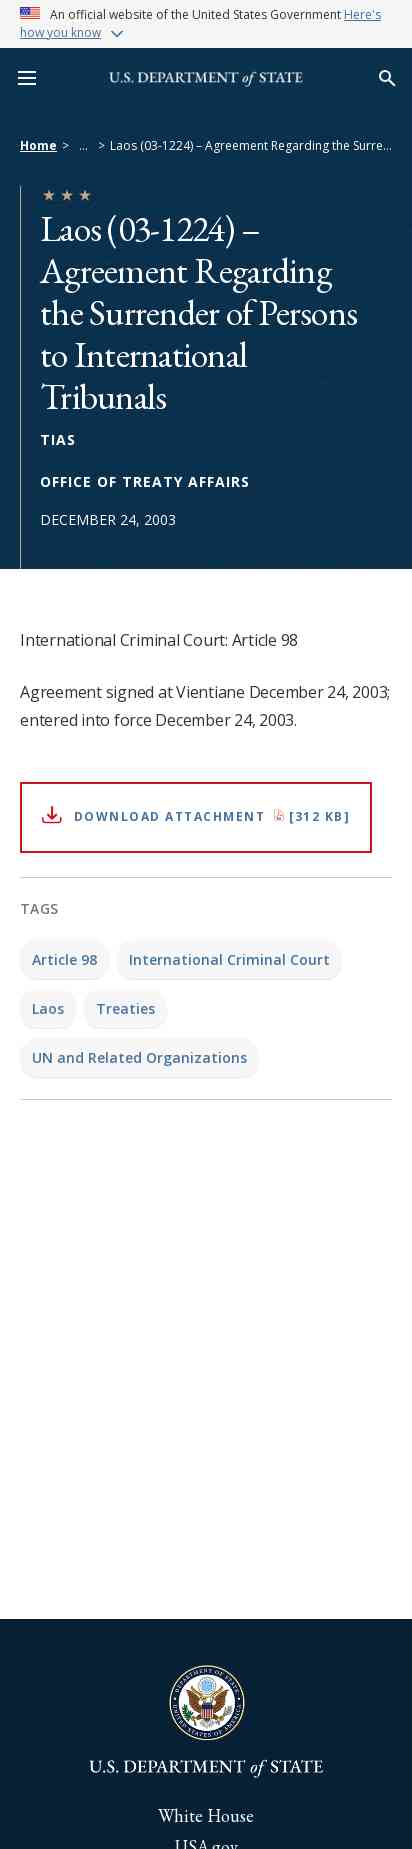 An official website of the United States Government Here's
how you know
U.S. DEPARTMENT of STATE
Home > ... > Laos (03-1224) – Agreement Regarding the Surre...
Laos (03-1224) –
Agreement Regarding
the Surrender of Persons
to International
Tribunals
TIAS
OFFICE OF TREATY AFFAIRS
DECEMBER 24, 2003
International Criminal Court: Article 98
Agreement signed at Vientiane December 24, 2003;
entered into force December 24, 2003.
DOWNLOAD ATTACHMENT [312 KB]
TAGS
Article 98 International Criminal Court
Laos Treaties
UN and Related Organizations
DEPARTMENT OF STATE
UNITED STATES OF AMERICA
U.S. DEPARTMENT of STATE
White House
USA.gov